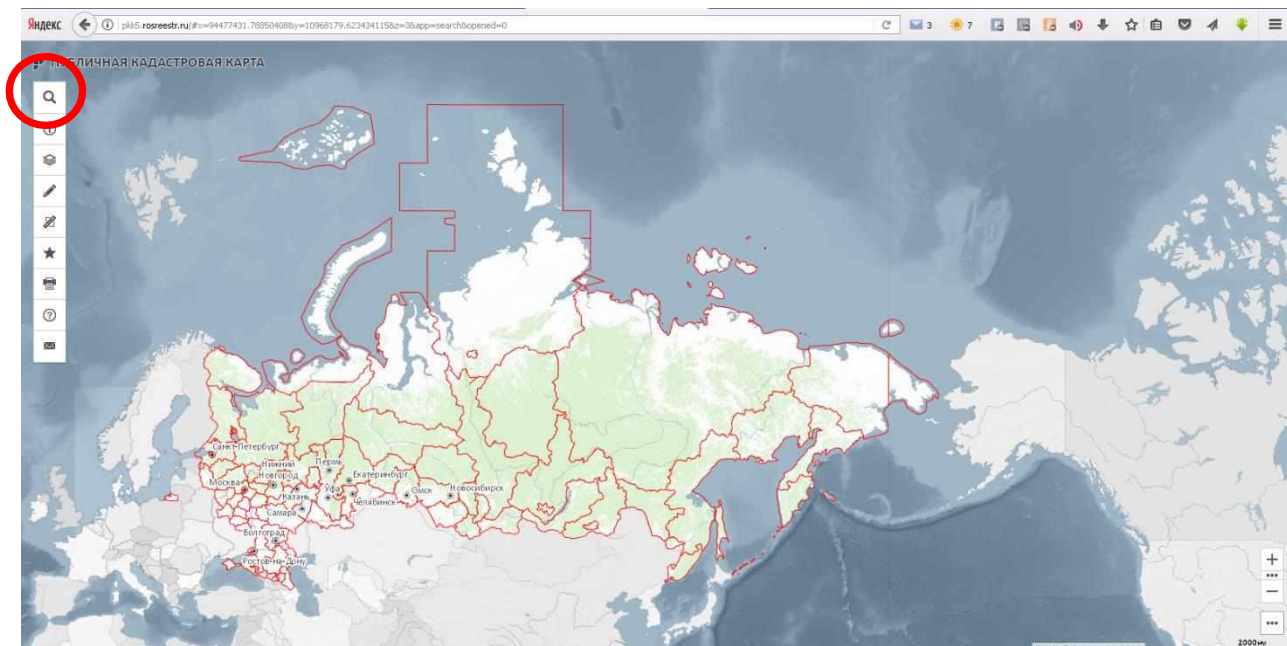 Яндекс
pkk5.rosreestr.ru/#x=94477431.78850408&y=10968179.623434115&z=3&app=search&opened=0
3
7
ПУБЛИЧНАЯ КАДАСТРОВАЯ КАРТА
Санкт-Петербург
Нижний
Новгород
Пермь
Екатеринбург
Москва
Казань
Уфа
Челябинск
Омск
Новосибирск
Самара
Волгоград
Ростов-на-Дону